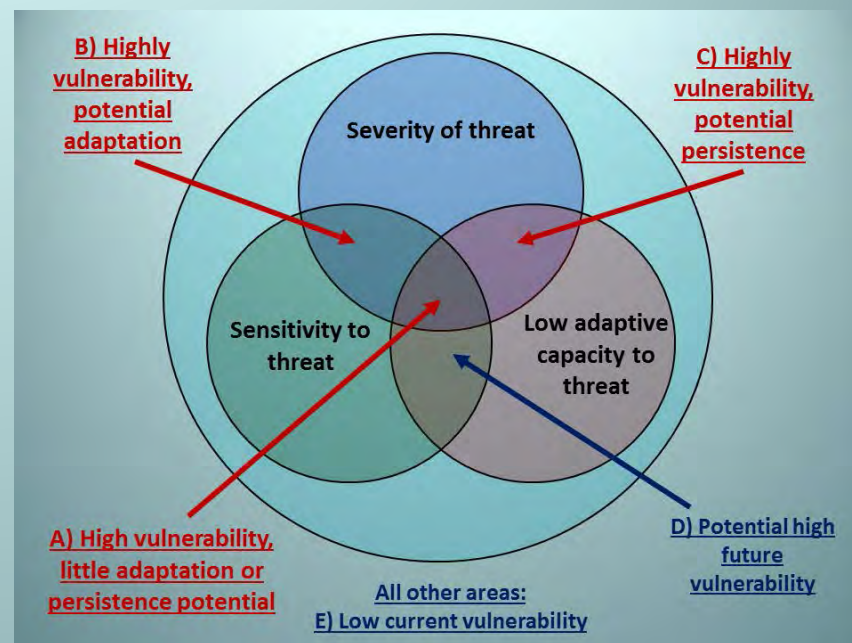 B) Highly
vulnerability,
potential
adaptation
C) Highly
vulnerability,
potential
persistence
Severity of threat
Sensitivity to
threat
Low adaptive
capacity to
threat
A) High vulnerability,
little adaptation or
persistence potential
D) Potential high
future
vulnerability
All other areas:
E) Low current vulnerability